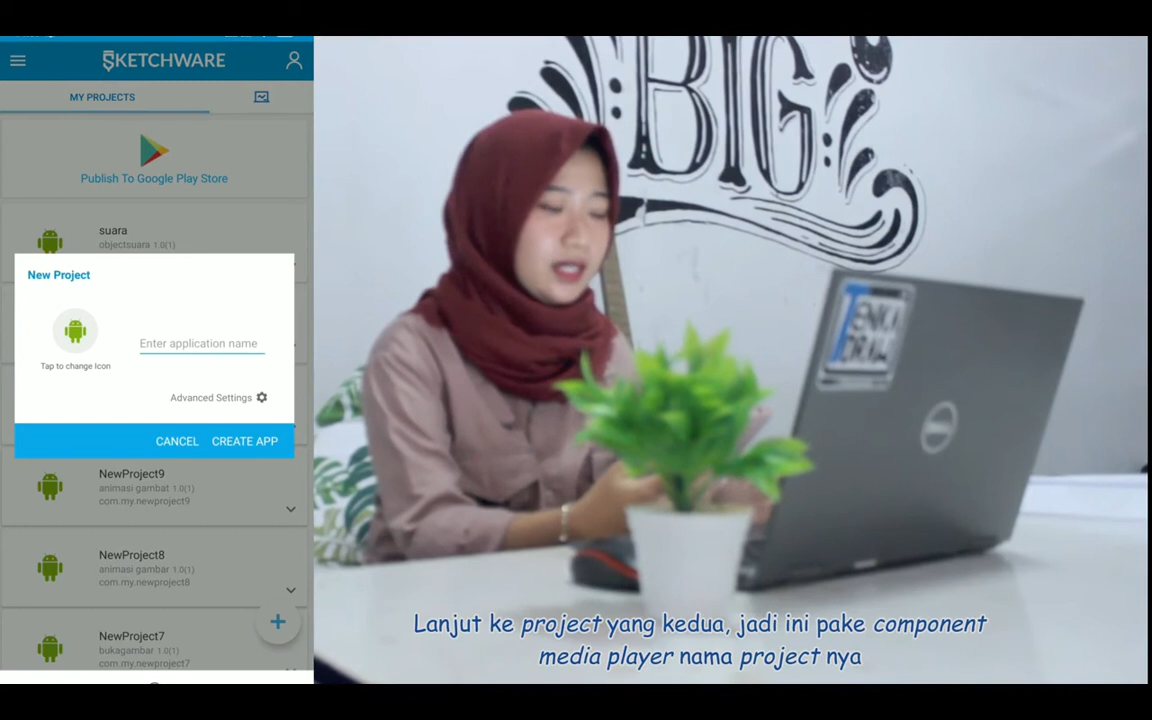 SKETCHWARE
MY PROJECTS
Publish To Google Play Store
suara
objectsuara 1.0(1)
New Project
Enter application name
Tap to change Icon
Advanced Settings
CANCEL CREATE APP
NewProject9
animasi gambat 1.0(1)
com.my.newproject9
NewProject8
animasi gambar 1.0(1)
com.my.newproject8
NewProject7
bukagambar 1.0(1)
com.my.newproject7
BIG
DELL
Lanjut ke project yang kedua, jadi ini pake component
media player nama project nya